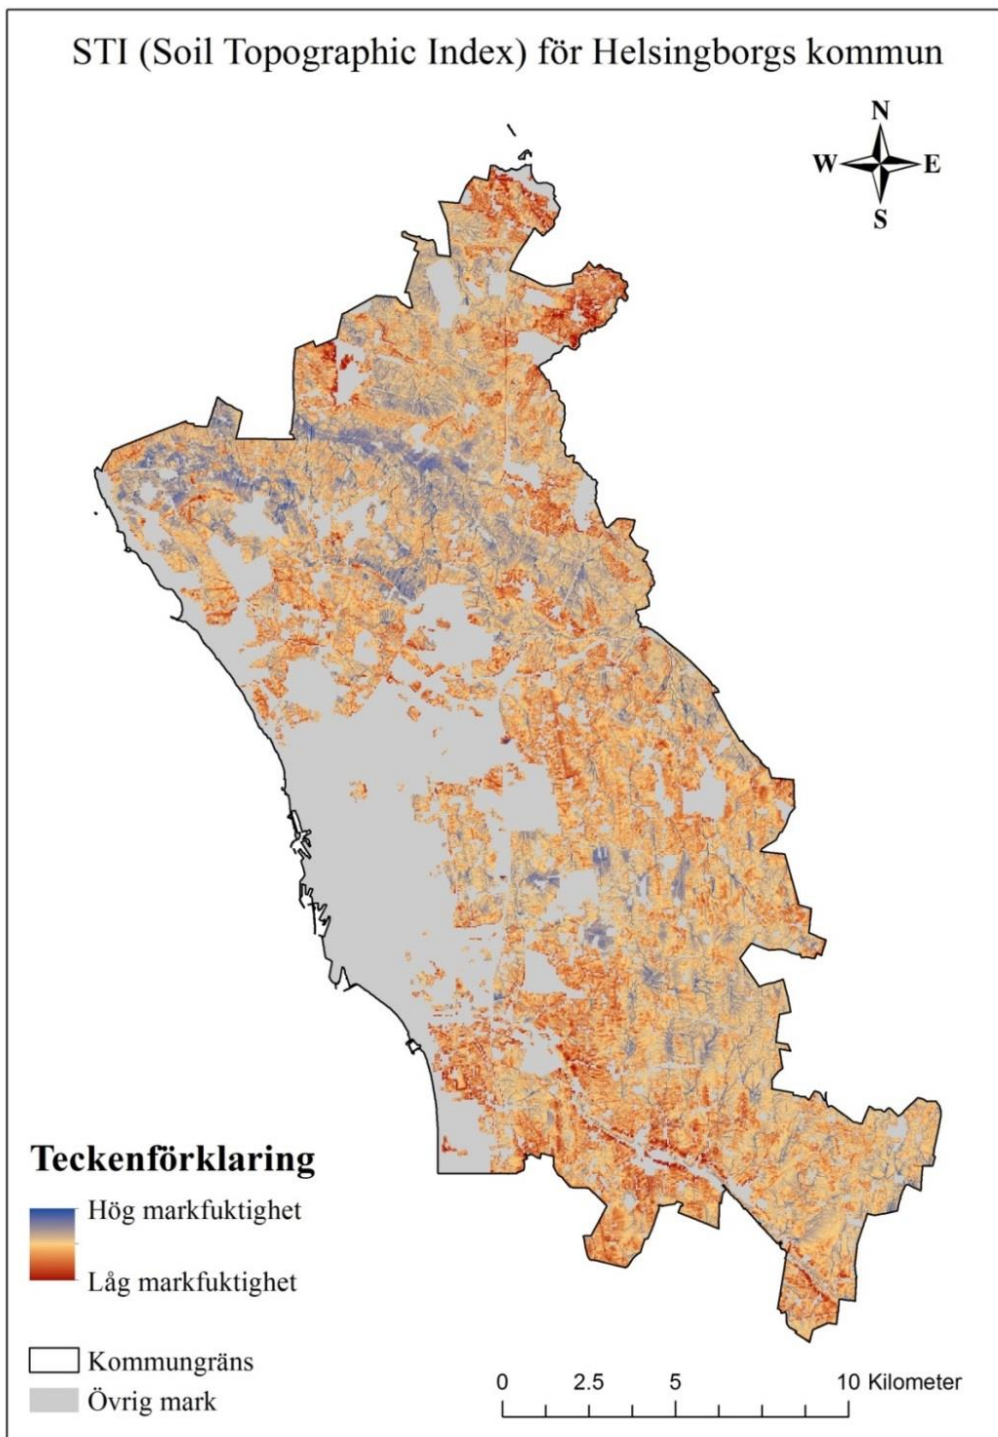 STI (Soil Topographic Index) för Helsingborgs kommun
N
W E
S
Teckenförklaring
Hög markfuktighet
Låg markfuktighet
Kommungräns
Övrig mark
0 2.5 5 10 Kilometer